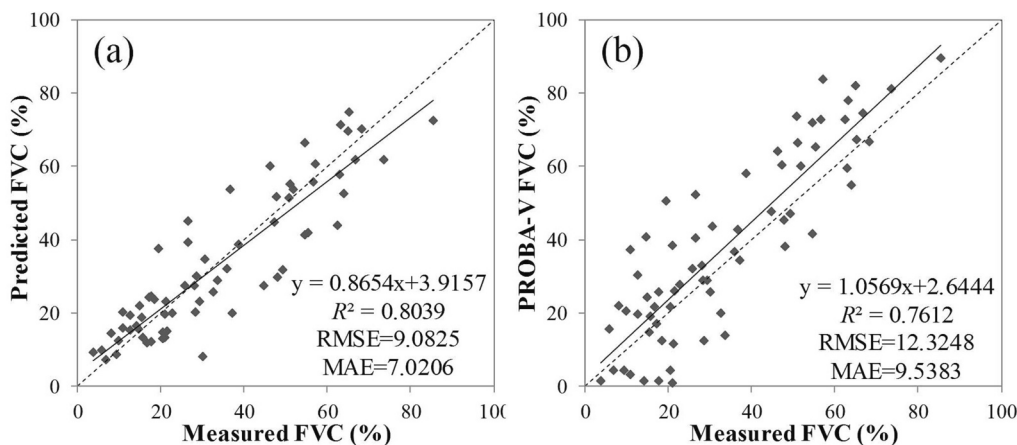 (a)
Predicted FVC (%)
100
80
60
40
20
0
y = 0.8654x+3.9157
R² = 0.8039
RMSE=9.0825
MAE=7.0206
0 20 40 60 80 100
Measured FVC (%)
(b)
PROBA-V FVC (%)
100
80
60
40
20
0
y = 1.0569x+2.6444
R² = 0.7612
RMSE=12.3248
MAE=9.5383
0 20 40 60 80 100
Measured FVC (%)